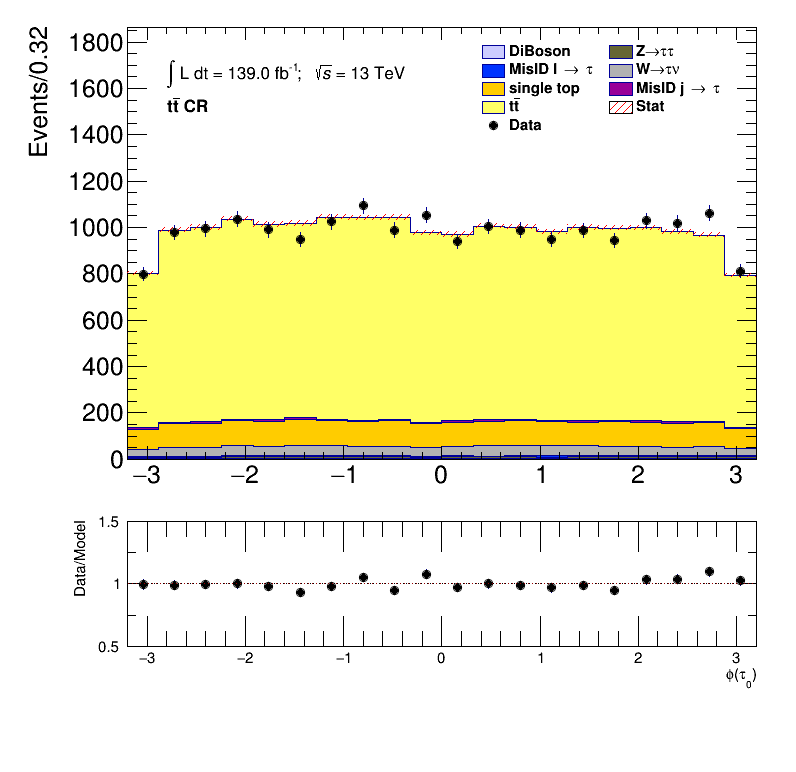 Events/0.32
1800
1600
1400
1200
1000
800
600
400
200
0
−3 −2 −1 0 1 2 3
∫ L dt = 139.0 fb⁻¹; √s = 13 TeV
tt̄ CR
DiBoson Z→ττ
MisID l → τ W→τν
single top MisID j → τ
tt̄ Stat
Data
Data/Model
1.5
1
0.5
−3 −2 −1 0 1 2 3
ϕ(τ₀)